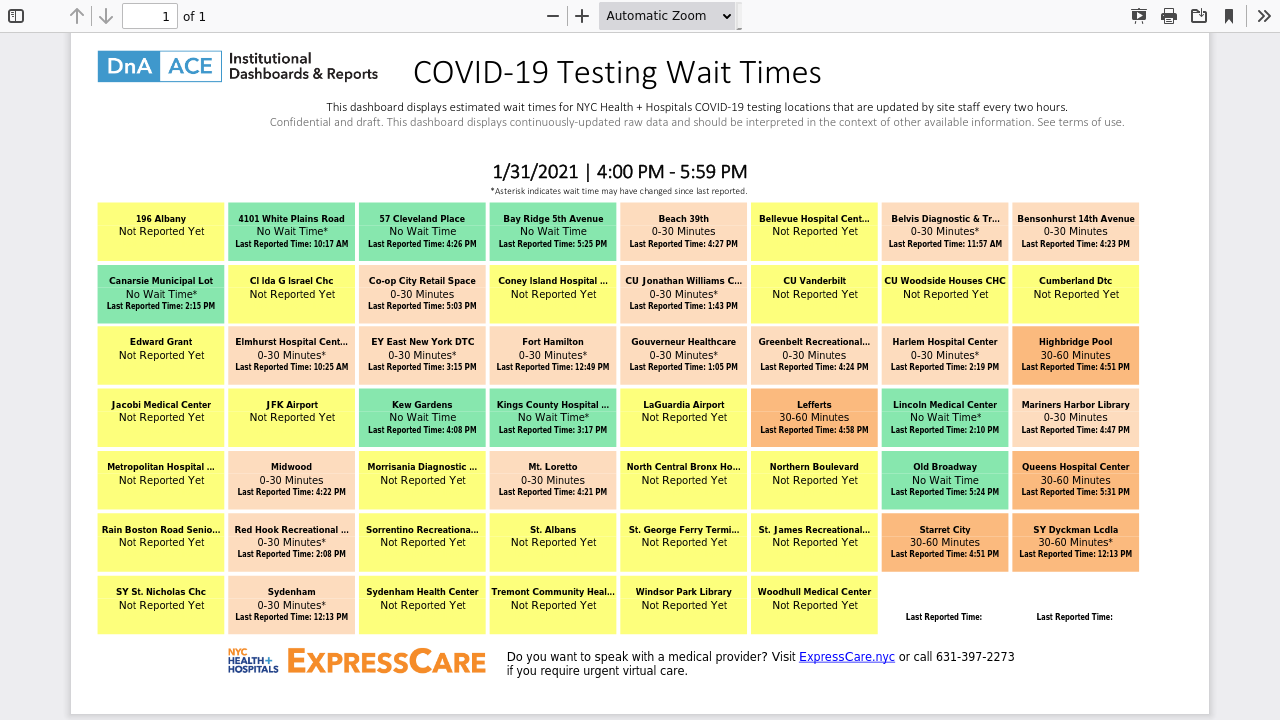 1 of 1
Automatic Zoom
DnA ACE Institutional
Dashboards & Reports
COVID-19 Testing Wait Times
This dashboard displays estimated wait times for NYC Health + Hospitals COVID-19 testing locations that are updated by site staff every two hours.
Confidential and draft. This dashboard displays continuously-updated raw data and should be interpreted in the context of other available information. See terms of use.
1/31/2021 | 4:00 PM - 5:59 PM
*Asterisk indicates wait time may have changed since last reported.
196 Albany
Not Reported Yet
4101 White Plains Road
No Wait Time*
Last Reported Time: 10:17 AM
57 Cleveland Place
No Wait Time
Last Reported Time: 4:26 PM
Bay Ridge 5th Avenue
No Wait Time
Last Reported Time: 5:25 PM
Beach 39th
0-30 Minutes
Last Reported Time: 4:27 PM
Bellevue Hospital Cent...
Not Reported Yet
Belvis Diagnostic & Tr...
0-30 Minutes*
Last Reported Time: 11:57 AM
Bensonhurst 14th Avenue
0-30 Minutes
Last Reported Time: 4:23 PM
Canarsie Municipal Lot
No Wait Time*
Last Reported Time: 2:15 PM
Cl Ida G Israel Chc
Not Reported Yet
Co-op City Retail Space
0-30 Minutes
Last Reported Time: 5:03 PM
Coney Island Hospital ...
Not Reported Yet
CU Jonathan Williams C...
0-30 Minutes*
Last Reported Time: 1:43 PM
CU Vanderbilt
Not Reported Yet
CU Woodside Houses CHC
Not Reported Yet
Cumberland Dtc
Not Reported Yet
Edward Grant
Not Reported Yet
Elmhurst Hospital Cent...
0-30 Minutes*
Last Reported Time: 10:25 AM
EY East New York DTC
0-30 Minutes*
Last Reported Time: 3:15 PM
Fort Hamilton
0-30 Minutes*
Last Reported Time: 12:49 PM
Gouverneur Healthcare
0-30 Minutes*
Last Reported Time: 1:05 PM
Greenbelt Recreational...
0-30 Minutes
Last Reported Time: 4:24 PM
Harlem Hospital Center
0-30 Minutes*
Last Reported Time: 2:19 PM
Highbridge Pool
30-60 Minutes
Last Reported Time: 4:51 PM
Jacobi Medical Center
Not Reported Yet
JFK Airport
Not Reported Yet
Kew Gardens
No Wait Time
Last Reported Time: 4:08 PM
Kings County Hospital ...
No Wait Time*
Last Reported Time: 3:17 PM
LaGuardia Airport
Not Reported Yet
Lefferts
30-60 Minutes
Last Reported Time: 4:58 PM
Lincoln Medical Center
No Wait Time*
Last Reported Time: 2:10 PM
Mariners Harbor Library
0-30 Minutes
Last Reported Time: 4:47 PM
Metropolitan Hospital ...
Not Reported Yet
Midwood
0-30 Minutes
Last Reported Time: 4:22 PM
Morrisania Diagnostic ...
Not Reported Yet
Mt. Loretto
0-30 Minutes
Last Reported Time: 4:21 PM
North Central Bronx Ho...
Not Reported Yet
Northern Boulevard
Not Reported Yet
Old Broadway
No Wait Time
Last Reported Time: 5:24 PM
Queens Hospital Center
30-60 Minutes
Last Reported Time: 5:31 PM
Rain Boston Road Senio...
Not Reported Yet
Red Hook Recreational ...
0-30 Minutes*
Last Reported Time: 2:08 PM
Sorrentino Recreationa...
Not Reported Yet
St. Albans
Not Reported Yet
St. George Ferry Termi...
Not Reported Yet
St. James Recreational...
Not Reported Yet
Starret City
30-60 Minutes
Last Reported Time: 4:51 PM
SY Dyckman Lcdla
30-60 Minutes*
Last Reported Time: 12:13 PM
SY St. Nicholas Chc
Not Reported Yet
Sydenham
0-30 Minutes*
Last Reported Time: 12:13 PM
Sydenham Health Center
Not Reported Yet
Tremont Community Heal...
Not Reported Yet
Windsor Park Library
Not Reported Yet
Woodhull Medical Center
Not Reported Yet
Last Reported Time:
Last Reported Time:
NYC
HEALTH+
HOSPITALS
EXPRESSCARE
Do you want to speak with a medical provider? Visit ExpressCare.nyc or call 631-397-2273
if you require urgent virtual care.